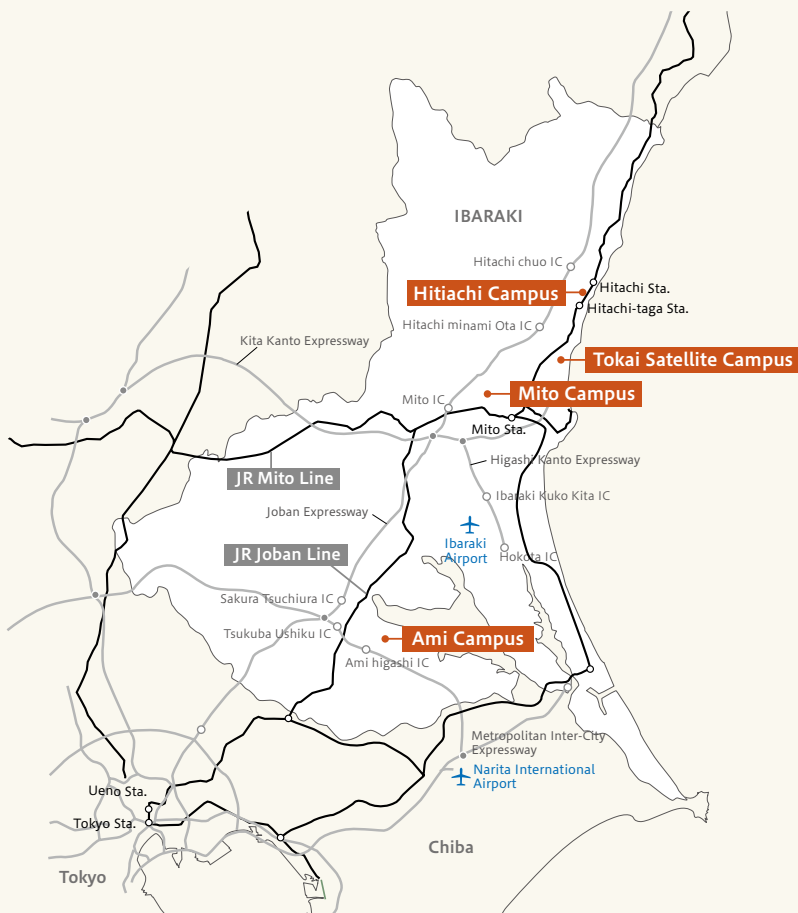 IBARAKI
Hitachi chuo IC
Hitiachi Campus
Hitachi Sta.
Hitachi-taga Sta.
Hitachi minami Ota IC
Kita Kanto Expressway
Tokai Satellite Campus
Mito Campus
Mito IC
Mito Sta.
Higashi Kanto Expressway
JR Mito Line
Ibaraki Kuko Kita IC
Joban Expressway
Ibaraki
Airport
Hokota IC
JR Joban Line
Sakura Tsuchiura IC
Tsukuba Ushiku IC
Ami Campus
Ami higashi IC
Metropolitan Inter-City
Expressway
Narita International
Airport
Ueno Sta.
Tokyo Sta.
Chiba
Tokyo